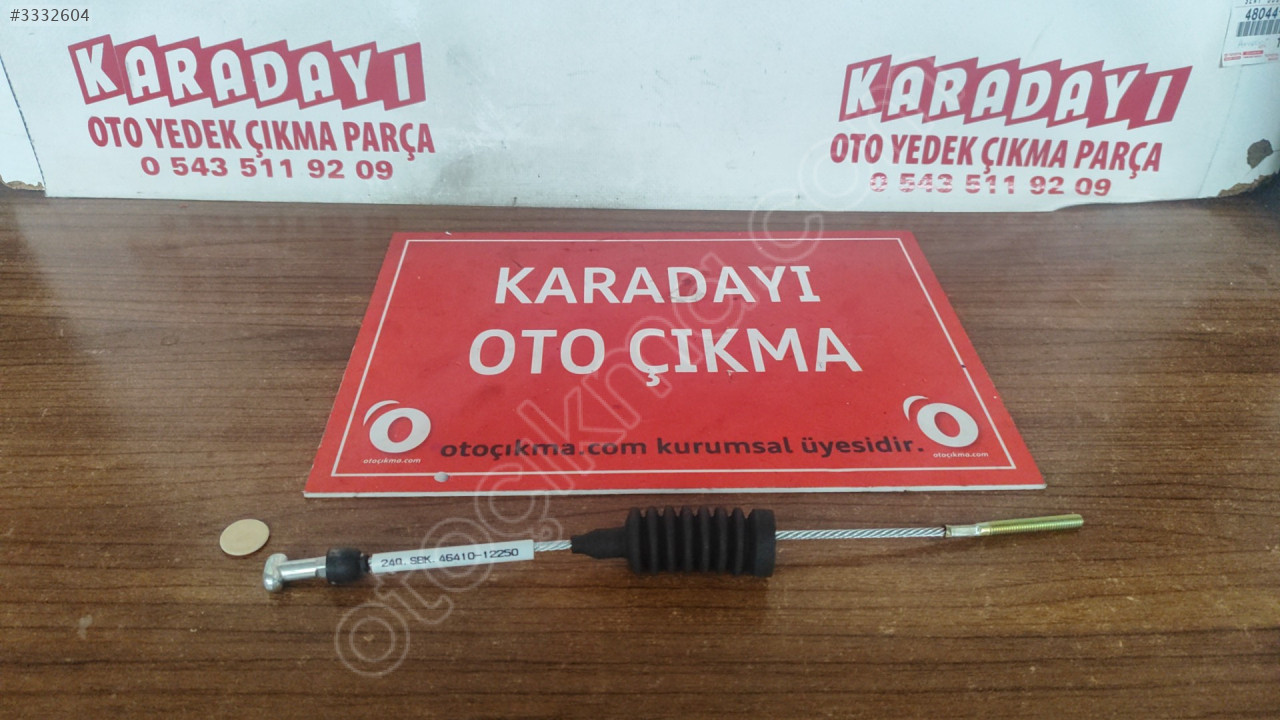 #3332604
48044-
KARADAYI
OTO YEDEK ÇIKMA PARÇA
0 543 511 92 09
KARADAYI
OTO YEDEK ÇIKMA PARÇA
0 543 511 92 09
KARADAYI
OTO ÇIKMA
otoçıkma.com
otoçıkma.com kurumsal üyesidir.
otoçıkma.com
24Q.SBK.46410-12250
otoçıkma.com